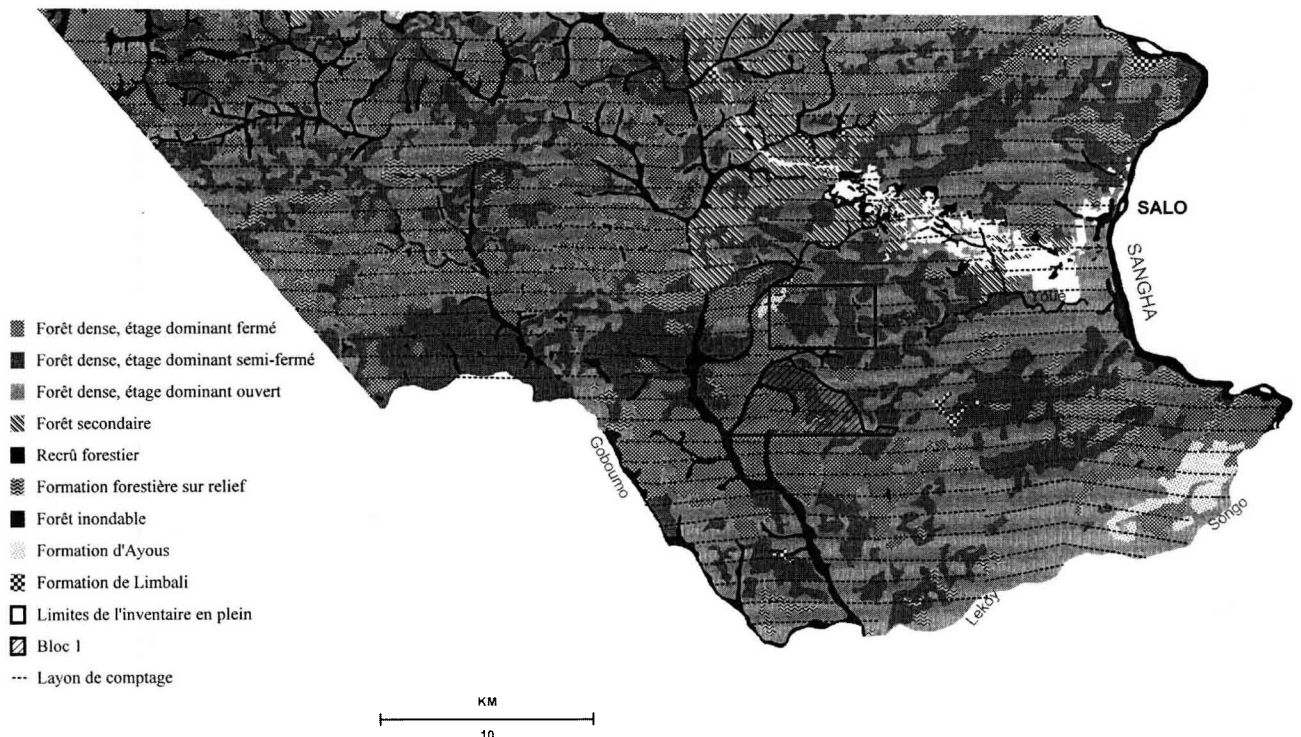 SALO
SANGHA
Youé
Forêt dense, étage dominant fermé
Forêt dense, étage dominant semi-fermé
Forêt dense, étage dominant ouvert
Forêt secondaire
Recrû forestier
Formation forestière sur relief
Forêt inondable
Formation d'Ayous
Formation de Limbali
Limites de l'inventaire en plein
Bloc 1
Layon de comptage
Goboumo
Songo
Lekoy
KM
10